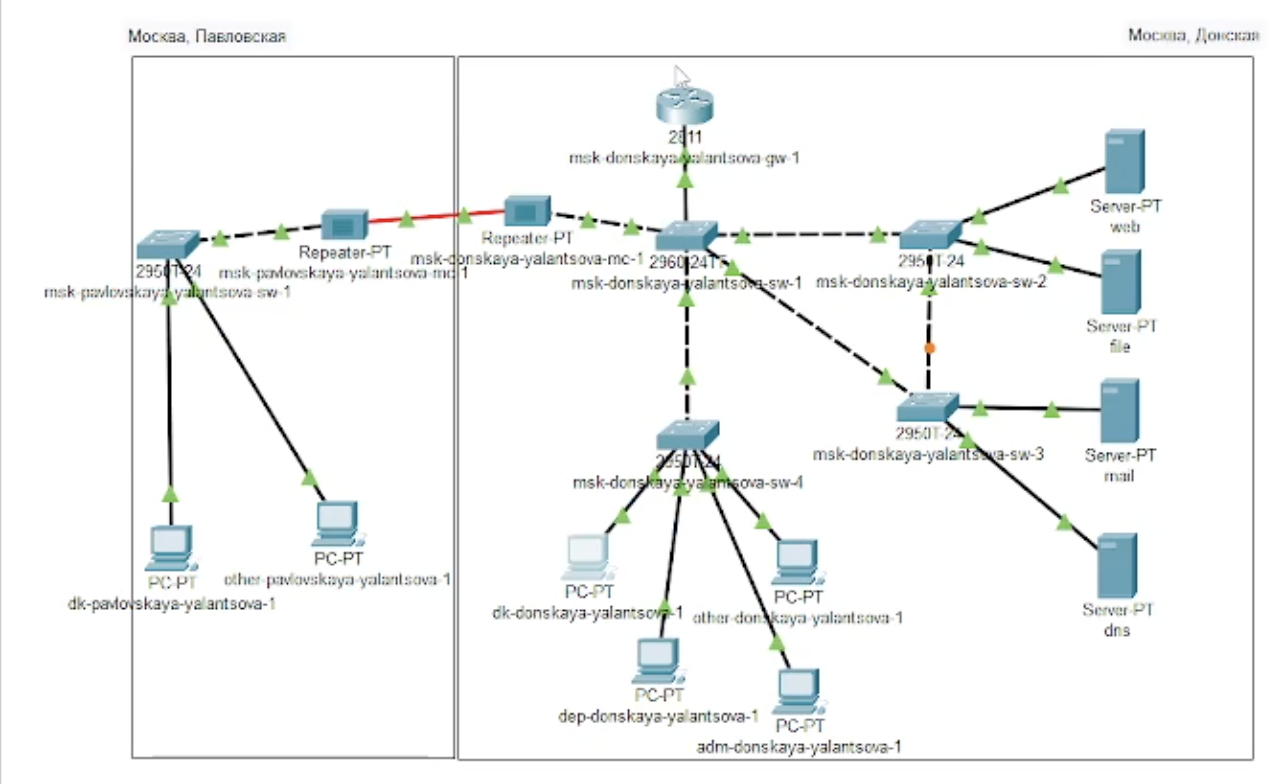 Москва, Павловская
Москва, Донская
2811
msk-donskaya-yalantsova-gw-1
Server-PT
web
Repeater-PT
msk-donskaya-yalantsova-mc-1
Repeater-PT
msk-pavlovskaya-yalantsova-mc-1
2950T-24
msk-pavlovskaya-yalantsova-sw-1
2960-24TT
msk-donskaya-yalantsova-sw-1
2950T-24
msk-donskaya-yalantsova-sw-2
Server-PT
file
2950T-24
msk-donskaya-yalantsova-sw-3
Server-PT
mail
2950T-24
msk-donskaya-yalantsova-sw-4
PC-PT
dk-pavlovskaya-yalantsova-1
PC-PT
other-pavlovskaya-yalantsova-1
PC-PT
dk-donskaya-yalantsova-1
PC-PT
other-donskaya-yalantsova-1
Server-PT
dns
PC-PT
dep-donskaya-yalantsova-1
PC-PT
adm-donskaya-yalantsova-1